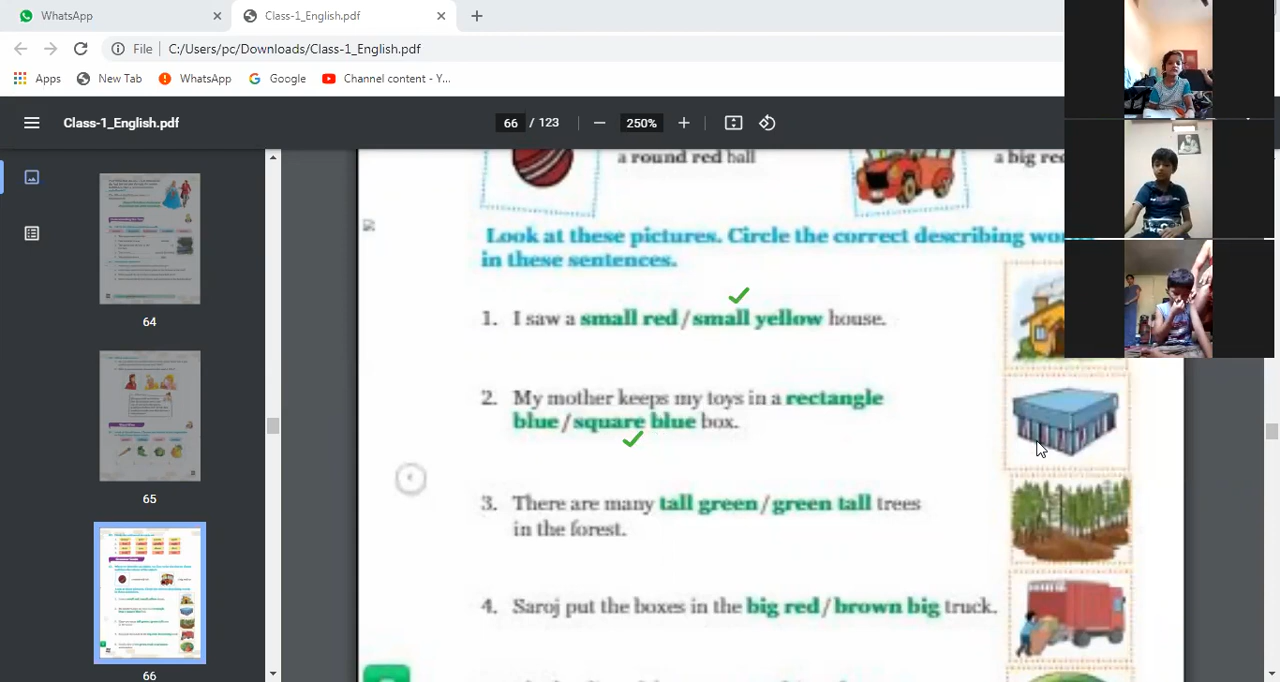 WhatsApp
Class-1_English.pdf
File
C:/Users/pc/Downloads/Class-1_English.pdf
Apps
New Tab
WhatsApp
Google
Channel content - Y...
Class-1_English.pdf
66 / 123
250%
a round red ball
a big re
Look at these pictures. Circle the correct describing wo
in these sentences.
1. I saw a small red/small yellow house.
2. My mother keeps my toys in a rectangle
blue/square blue box.
3. There are many tall green/green tall trees
in the forest.
4. Saroj put the boxes in the big red/brown big truck.
64
65
66